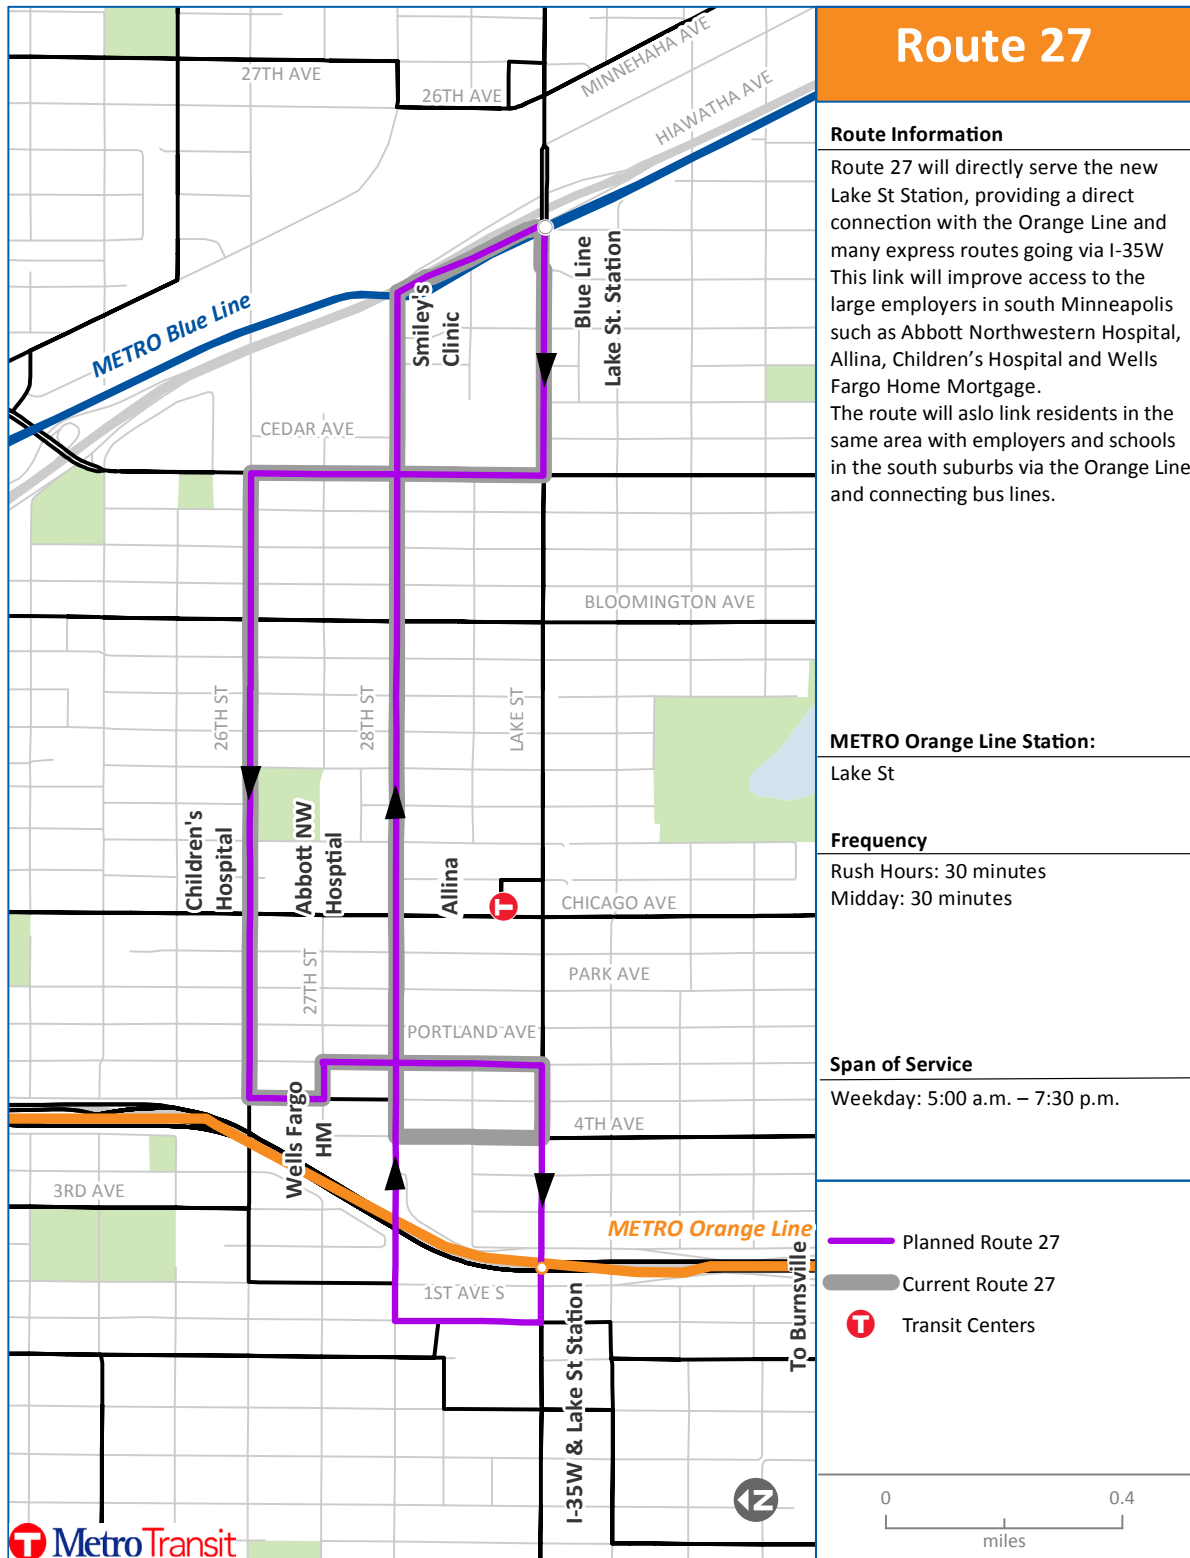 Route 27
Route Information
Route 27 will directly serve the new
Lake St Station, providing a direct
connection with the Orange Line and
many express routes going via I-35W
This link will improve access to the
large employers in south Minneapolis
such as Abbott Northwestern Hospital,
Allina, Children's Hospital and Wells
Fargo Home Mortgage.
The route will aslo link residents in the
same area with employers and schools
in the south suburbs via the Orange Line
and connecting bus lines.
METRO Orange Line Station:
Lake St
Frequency
Rush Hours: 30 minutes
Midday: 30 minutes
Span of Service
Weekday: 5:00 a.m. – 7:30 p.m.
Planned Route 27
Current Route 27
T
Transit Centers
0
0.4
miles
27TH AVE
26TH AVE
MINNEHAHA AVE
HIAWATHA AVE
METRO Blue Line
Smiley's
Clinic
Blue Line
Lake St. Station
CEDAR AVE
BLOOMINGTON AVE
26TH ST
28TH ST
LAKE ST
Children's
Hospital
Abbott NW
Hosptial
Allina
T
CHICAGO AVE
27TH ST
PARK AVE
PORTLAND AVE
Wells Fargo
HM
4TH AVE
3RD AVE
METRO Orange Line
1ST AVE S
I-35W & Lake St Station
To Burnsville
N
T MetroTransit